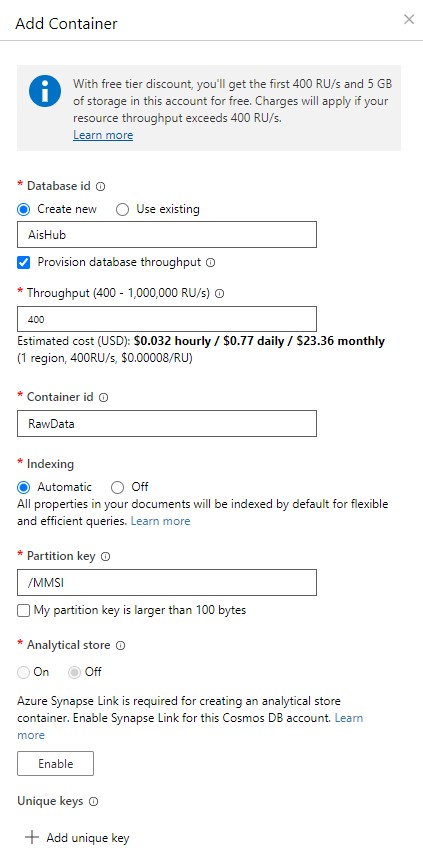 Add Container
With free tier discount, you'll get the first 400 RU/s and 5 GB
of storage in this account for free. Charges will apply if your
resource throughput exceeds 400 RU/s.
Learn more
* Database id
Create new Use existing
AisHub
Provision database throughput
* Throughput (400 - 1,000,000 RU/s)
400
Estimated cost (USD): $0.032 hourly / $0.77 daily / $23.36 monthly
(1 region, 400RU/s, $0.00008/RU)
* Container id
RawData
* Indexing
Automatic Off
All properties in your documents will be indexed by default for flexible
and efficient queries. Learn more
* Partition key
/MMSI
My partition key is larger than 100 bytes
* Analytical store
On Off
Azure Synapse Link is required for creating an analytical store
container. Enable Synapse Link for this Cosmos DB account. Learn
more
Enable
Unique keys
+ Add unique key